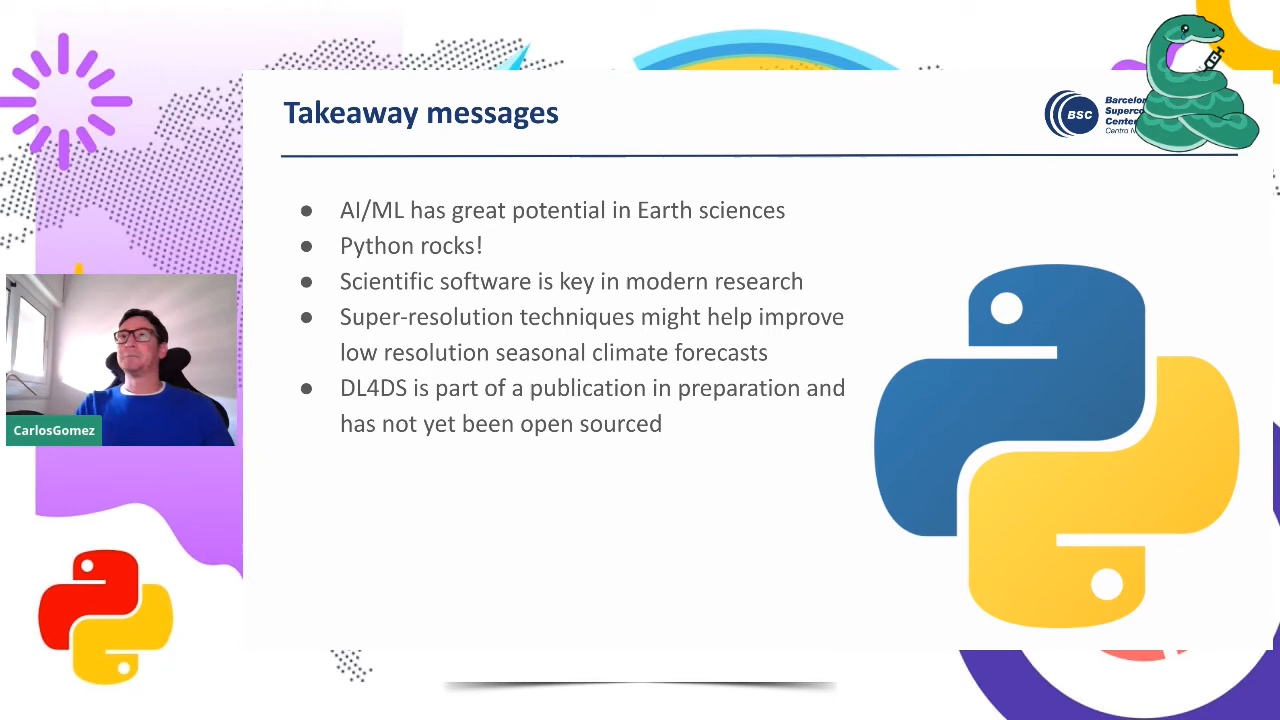 Takeaway messages
BSC
● AI/ML has great potential in Earth sciences
● Python rocks!
● Scientific software is key in modern research
● Super-resolution techniques might help improve
low resolution seasonal climate forecasts
● DL4DS is part of a publication in preparation and
has not yet been open sourced
CarlosGomez